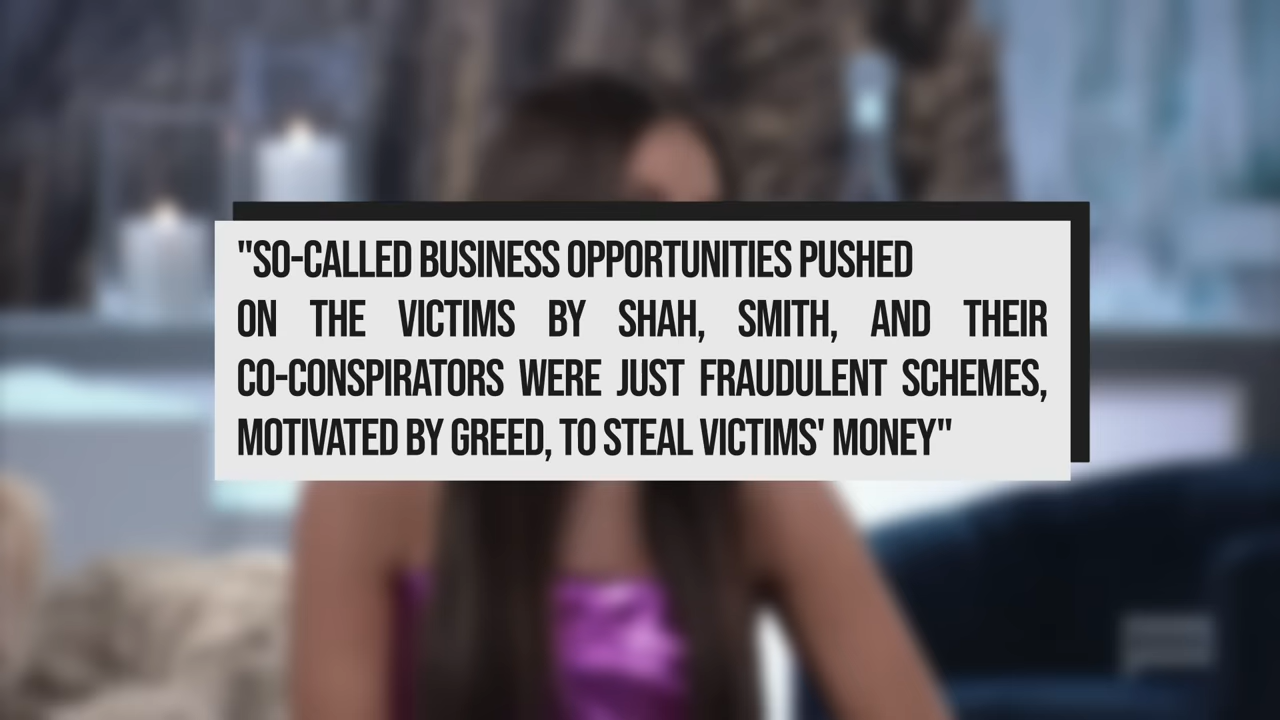 "SO-CALLED BUSINESS OPPORTUNITIES PUSHED
ON THE VICTIMS BY SHAH, SMITH, AND THEIR
CO-CONSPIRATORS WERE JUST FRAUDULENT SCHEMES,
MOTIVATED BY GREED, TO STEAL VICTIMS' MONEY"